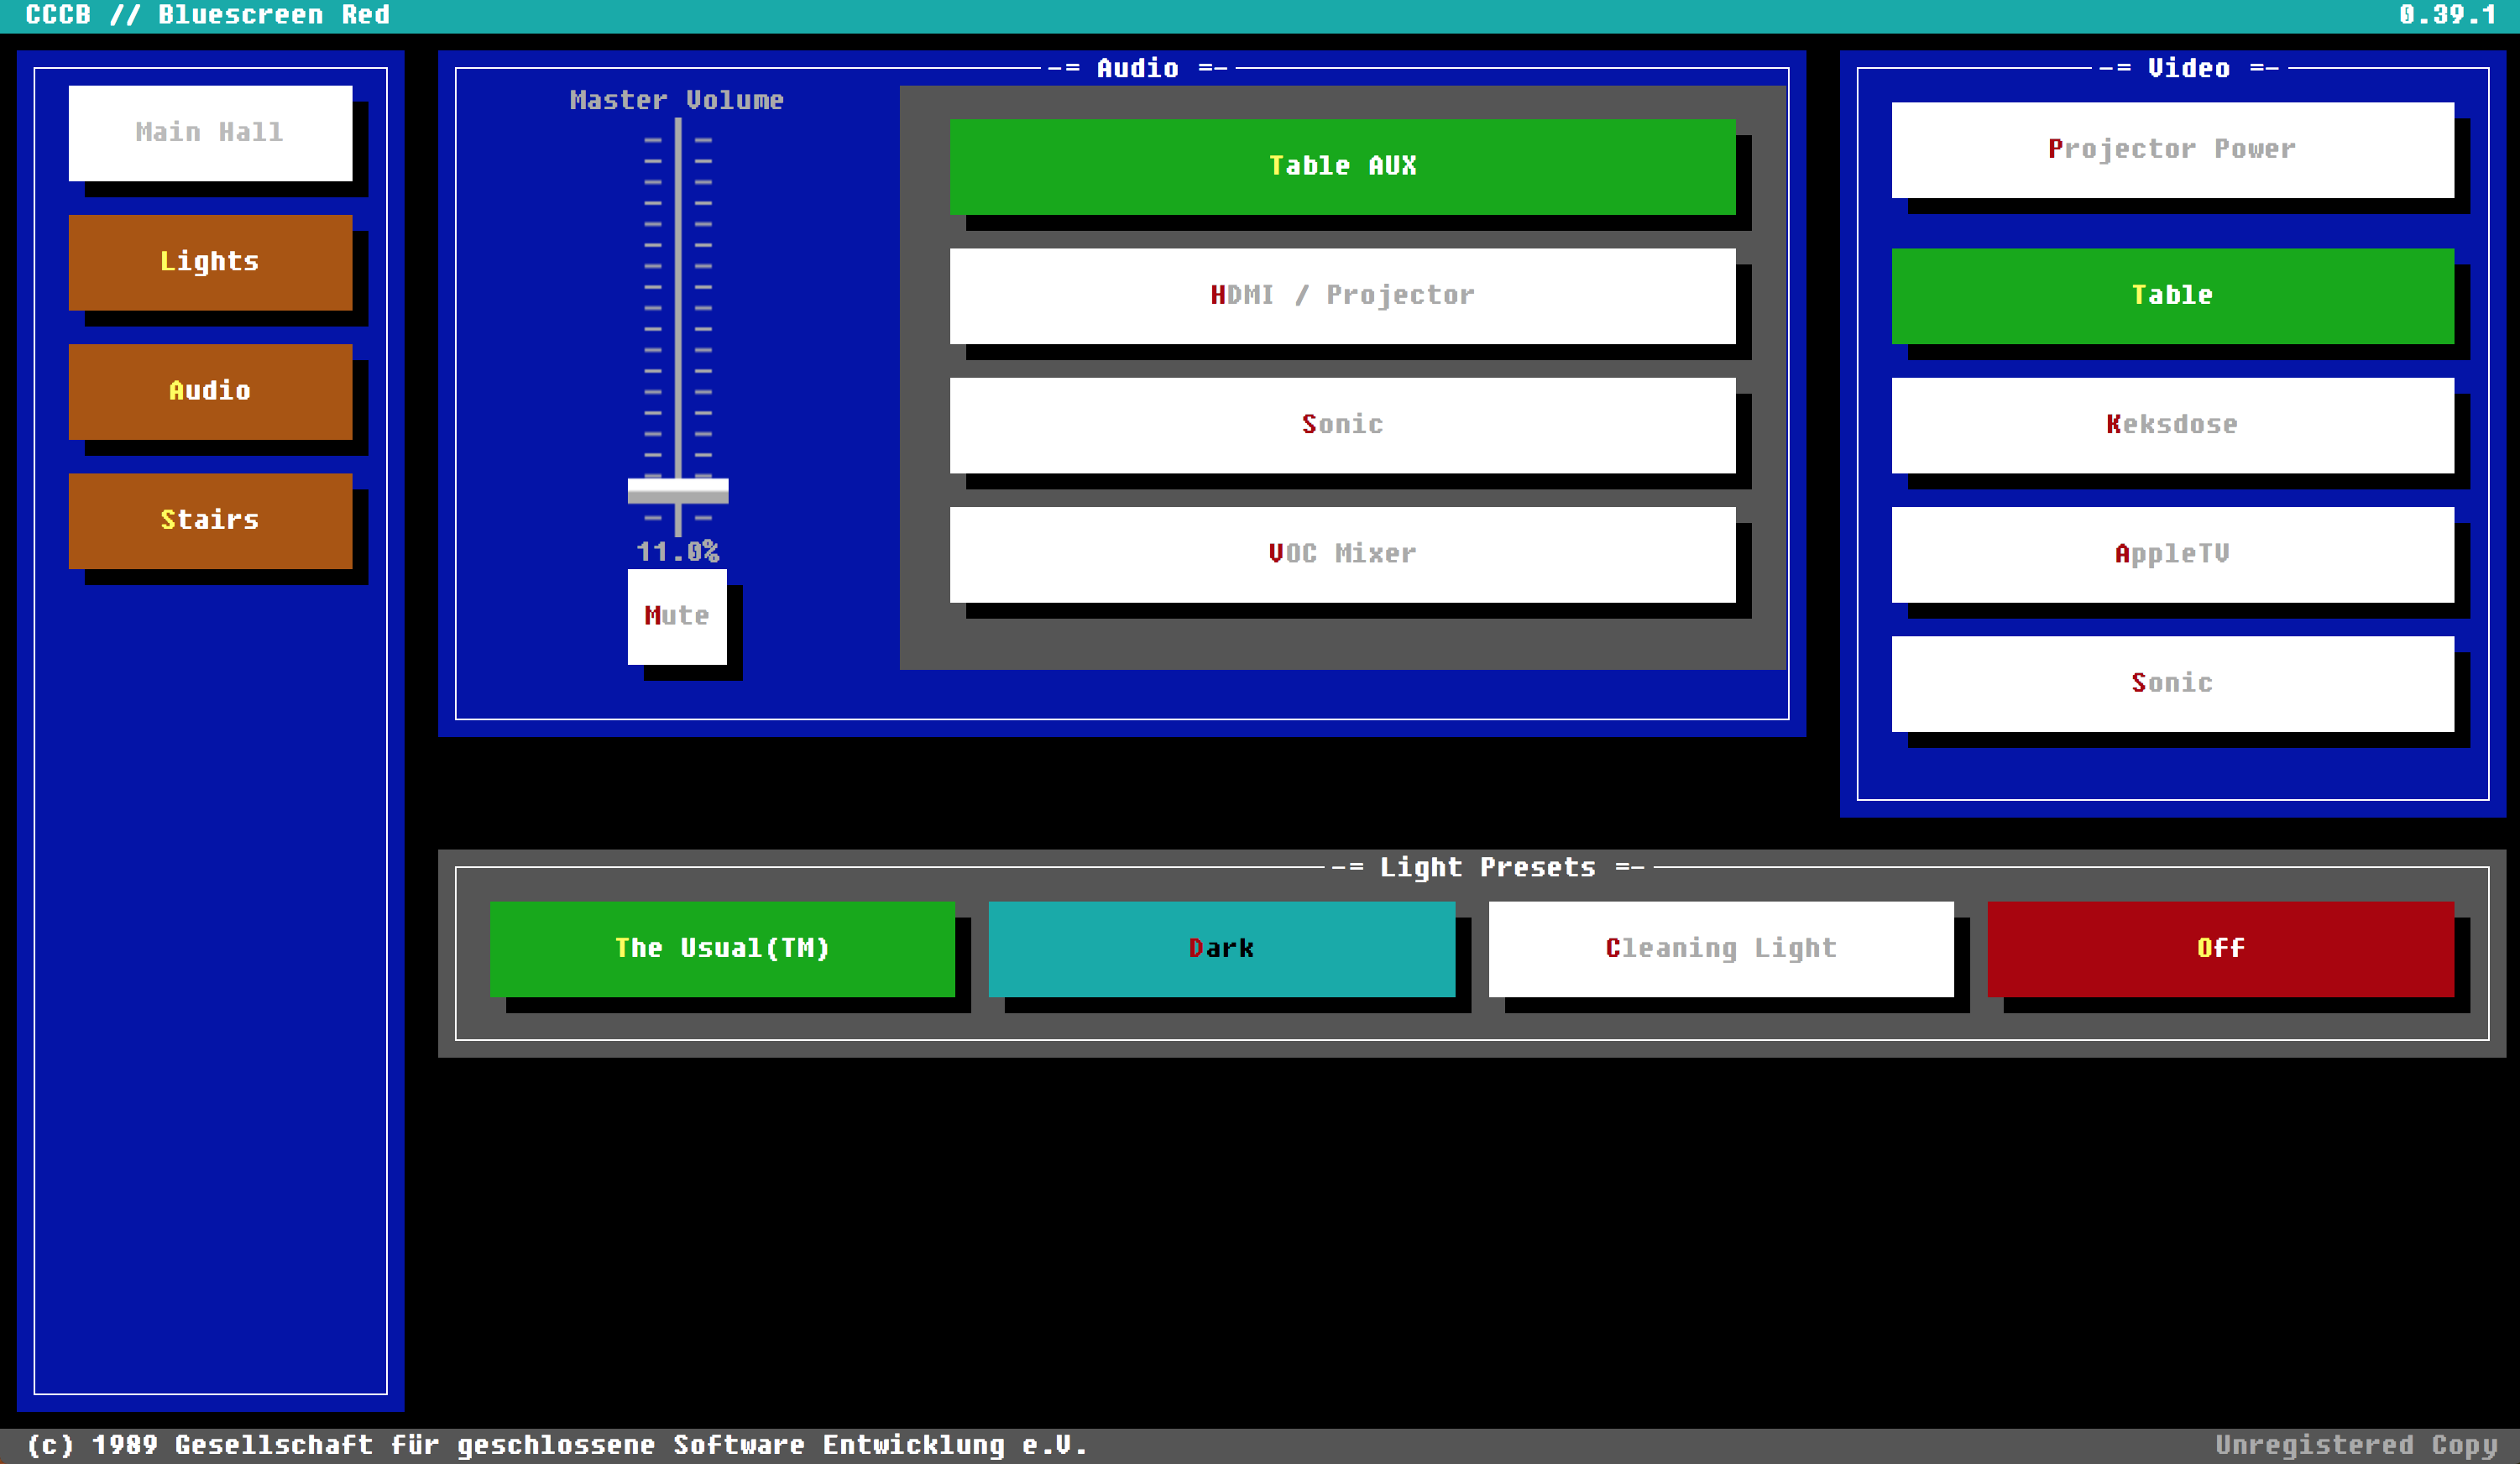 CCCB // Bluescreen Red
0.39.1
Main Hall
Lights
Audio
Stairs
-= Audio =-
Master Volume
11.0%
Mute
Table AUX
HDMI / Projector
Sonic
VOC Mixer
-= Video =-
Projector Power
Table
Keksdose
AppleTV
Sonic
-= Light Presets =-
The Usual(TM)
Dark
Cleaning Light
Off
(c) 1989 Gesellschaft für geschlossene Software Entwicklung e.V.
Unregistered Copy